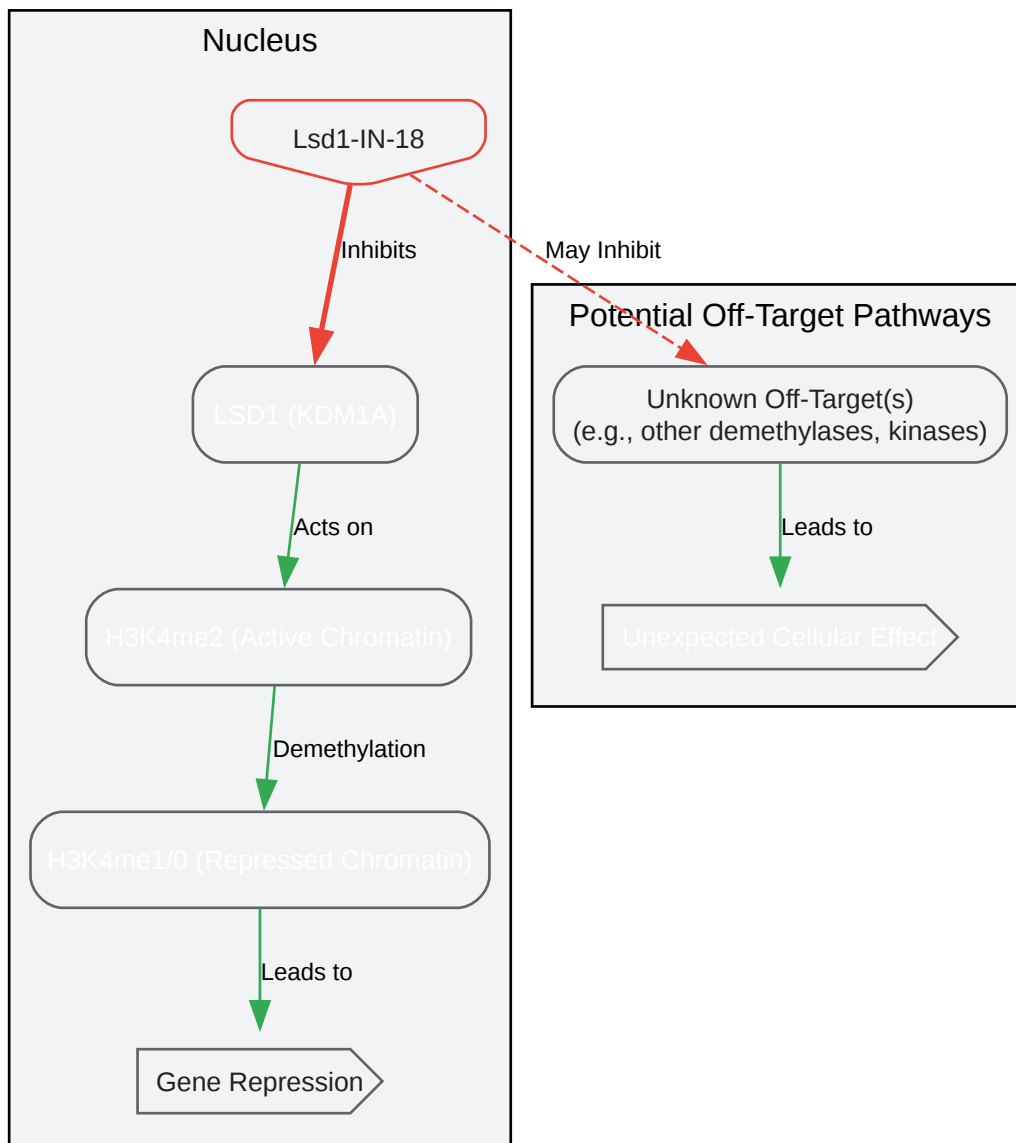 Nucleus
Lsd1-IN-18
Inhibits
May Inhibit
Potential Off-Target Pathways
LSD1 (KDM1A)
Unknown Off-Target(s)
(e.g., other demethylases, kinases)
Acts on
Leads to
H3K4me2 (Active Chromatin)
Unexpected Cellular Effect
Demethylation
H3K4me1/0 (Repressed Chromatin)
Leads to
Gene Repression